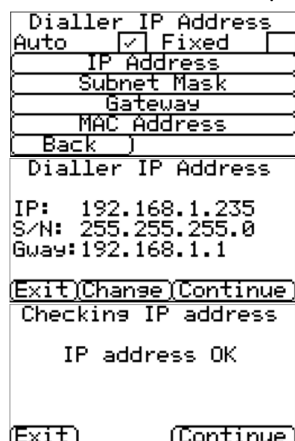 Dialler IP Address
Auto Fixed
IP Address
Subnet Mask
Gateway
MAC Address
Back
Dialler IP Address
IP: 192.168.1.235
S/N: 255.255.255.0
Gway:192.168.1.1
Exit Change Continue
Checking IP address
IP address OK
Exit Continue